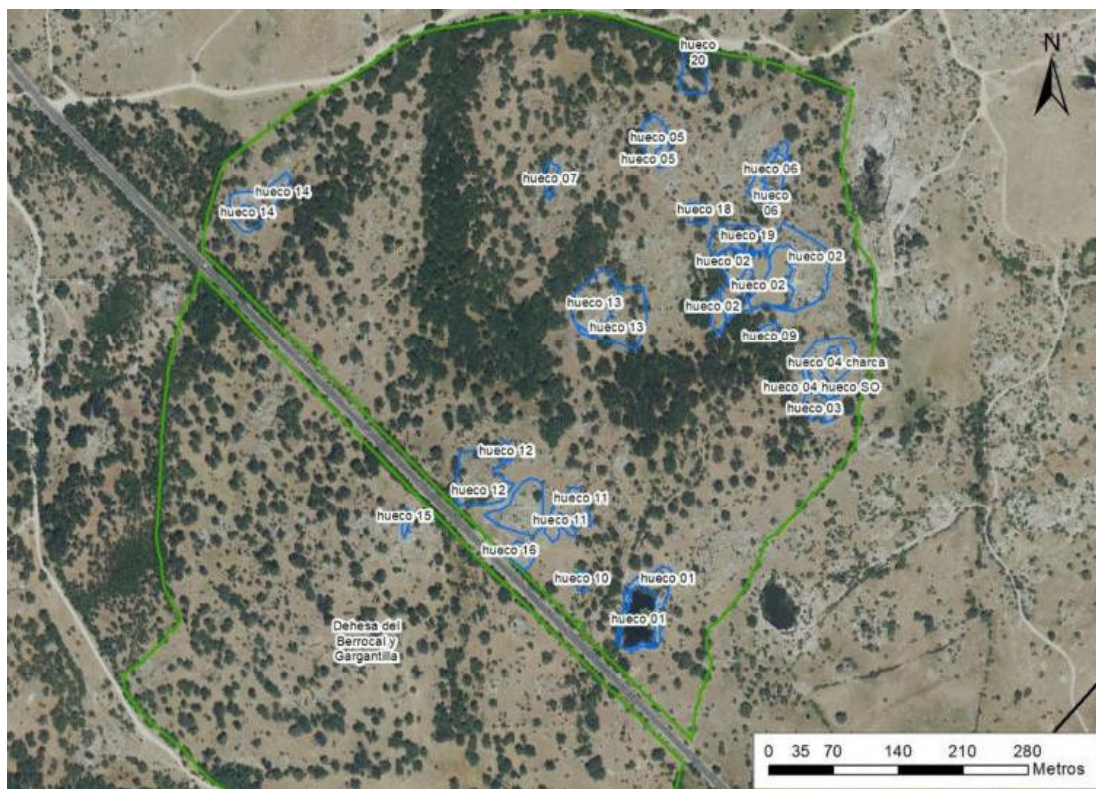 hueco
20
N
hueco 05
hueco 05
hueco 06
hueco 07
hueco 14
hueco
06
hueco 14
hueco 18
hueco 19
hueco 02
hueco 02
hueco 02
hueco 13
hueco 02
hueco 13
hueco 09
hueco 04 charca
hueco 04 hueco SO
hueco 03
hueco 12
hueco 12
hueco 11
hueco 15
hueco 11
hueco 16
hueco 10
hueco 01
hueco 01
Dehesa del
Berrocal y
Gargantilla
0 35 70 140 210 280
Metros